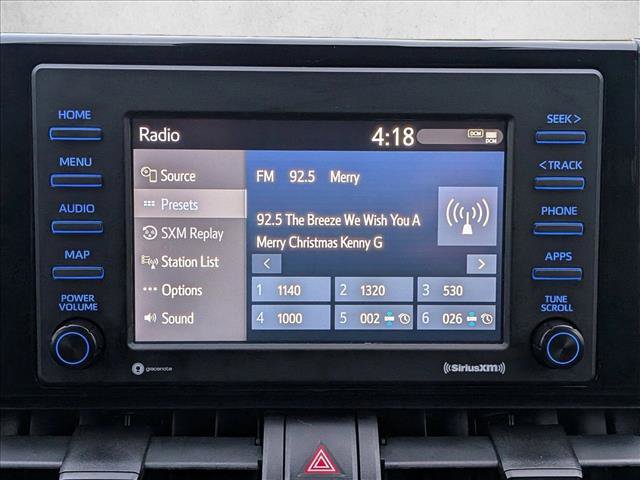 HOME
MENU
AUDIO
MAP
POWER
VOLUME
Radio
4:18
DCM
DCM
Source
Presets
SXM Replay
Station List
Options
Sound
FM 92.5 Merry
92.5 The Breeze We Wish You A
Merry Christmas Kenny G
< >
1 1140 2 1320 3 530
4 1000 5 002 6 026
gracenote
SiriusXM
SEEK >
< TRACK
PHONE
APPS
TUNE
SCROLL